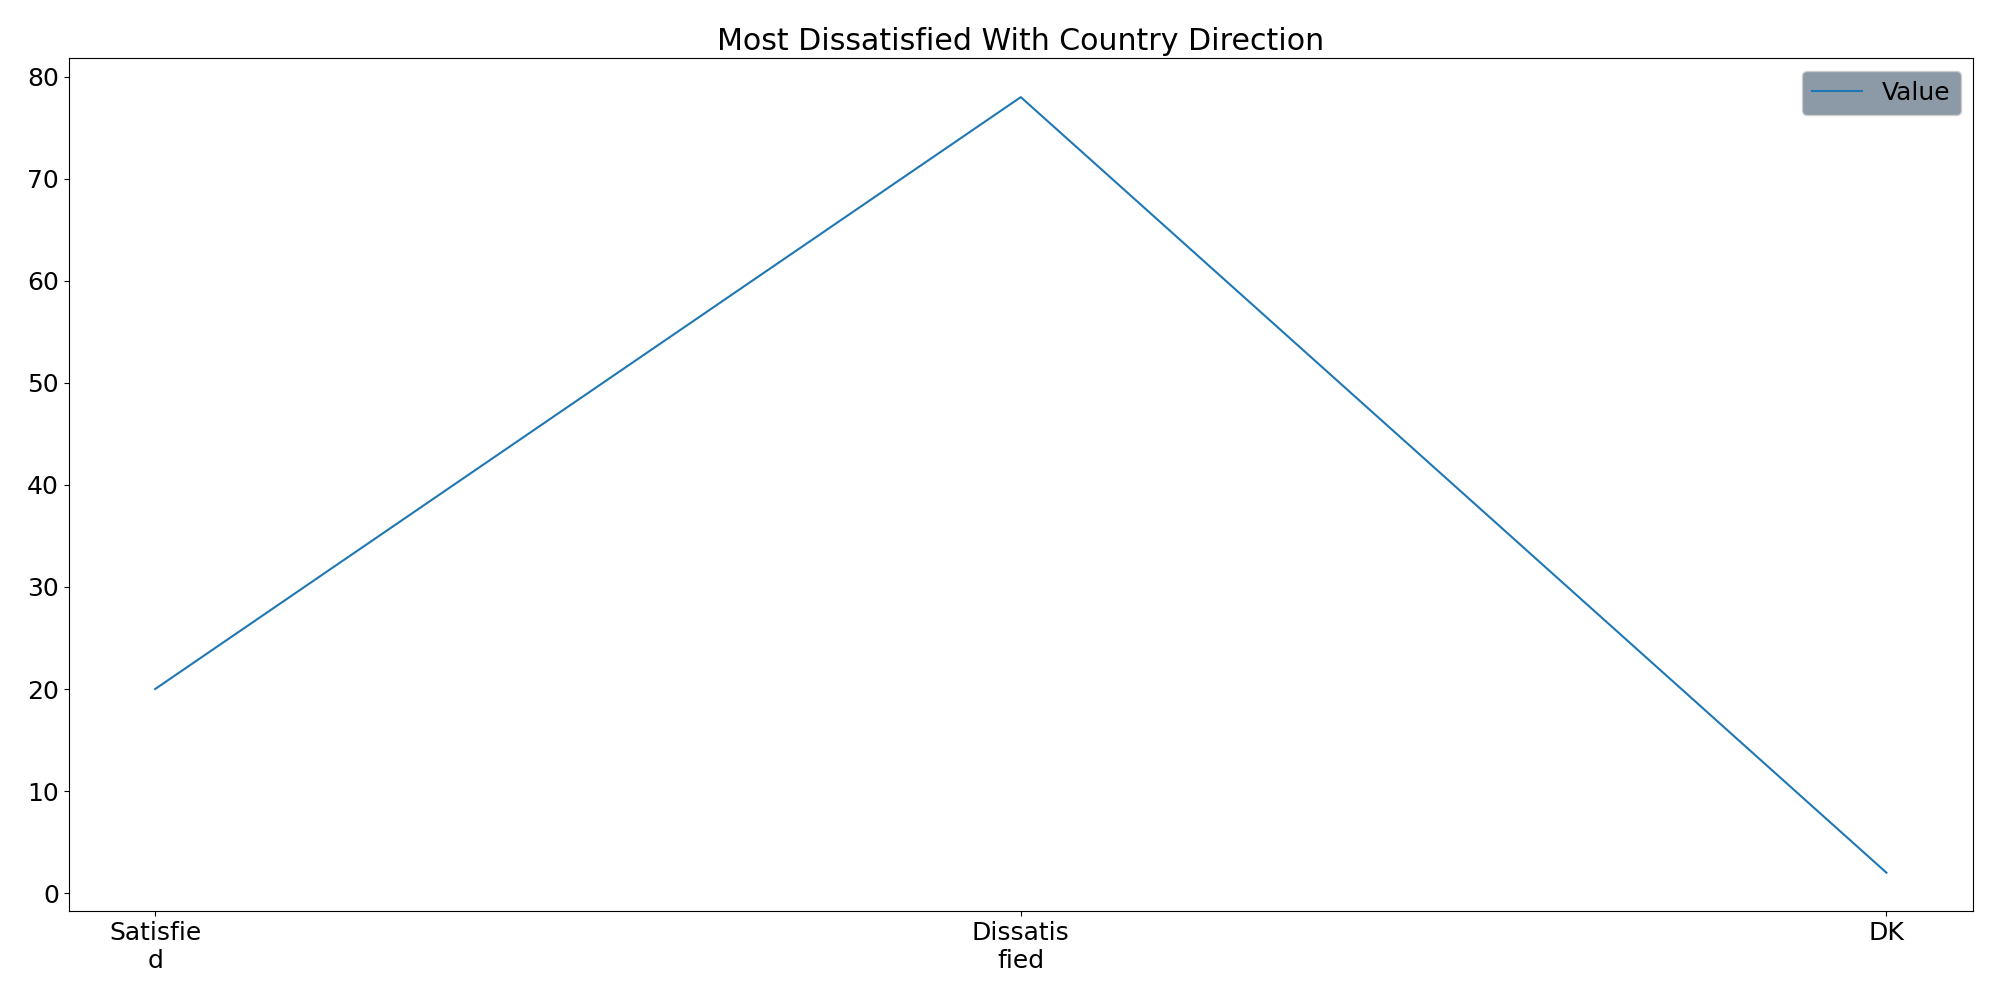 Most Dissatisfied With Country Direction
Value
80
70
60
50
40
30
20
10
0
Satisfie
d
Dissatis
fied
DK